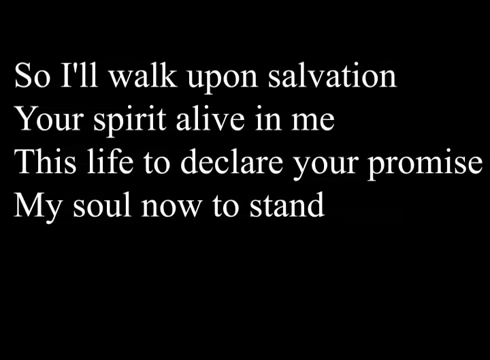 So I'll walk upon salvation
Your spirit alive in me
This life to declare your promise
My soul now to stand